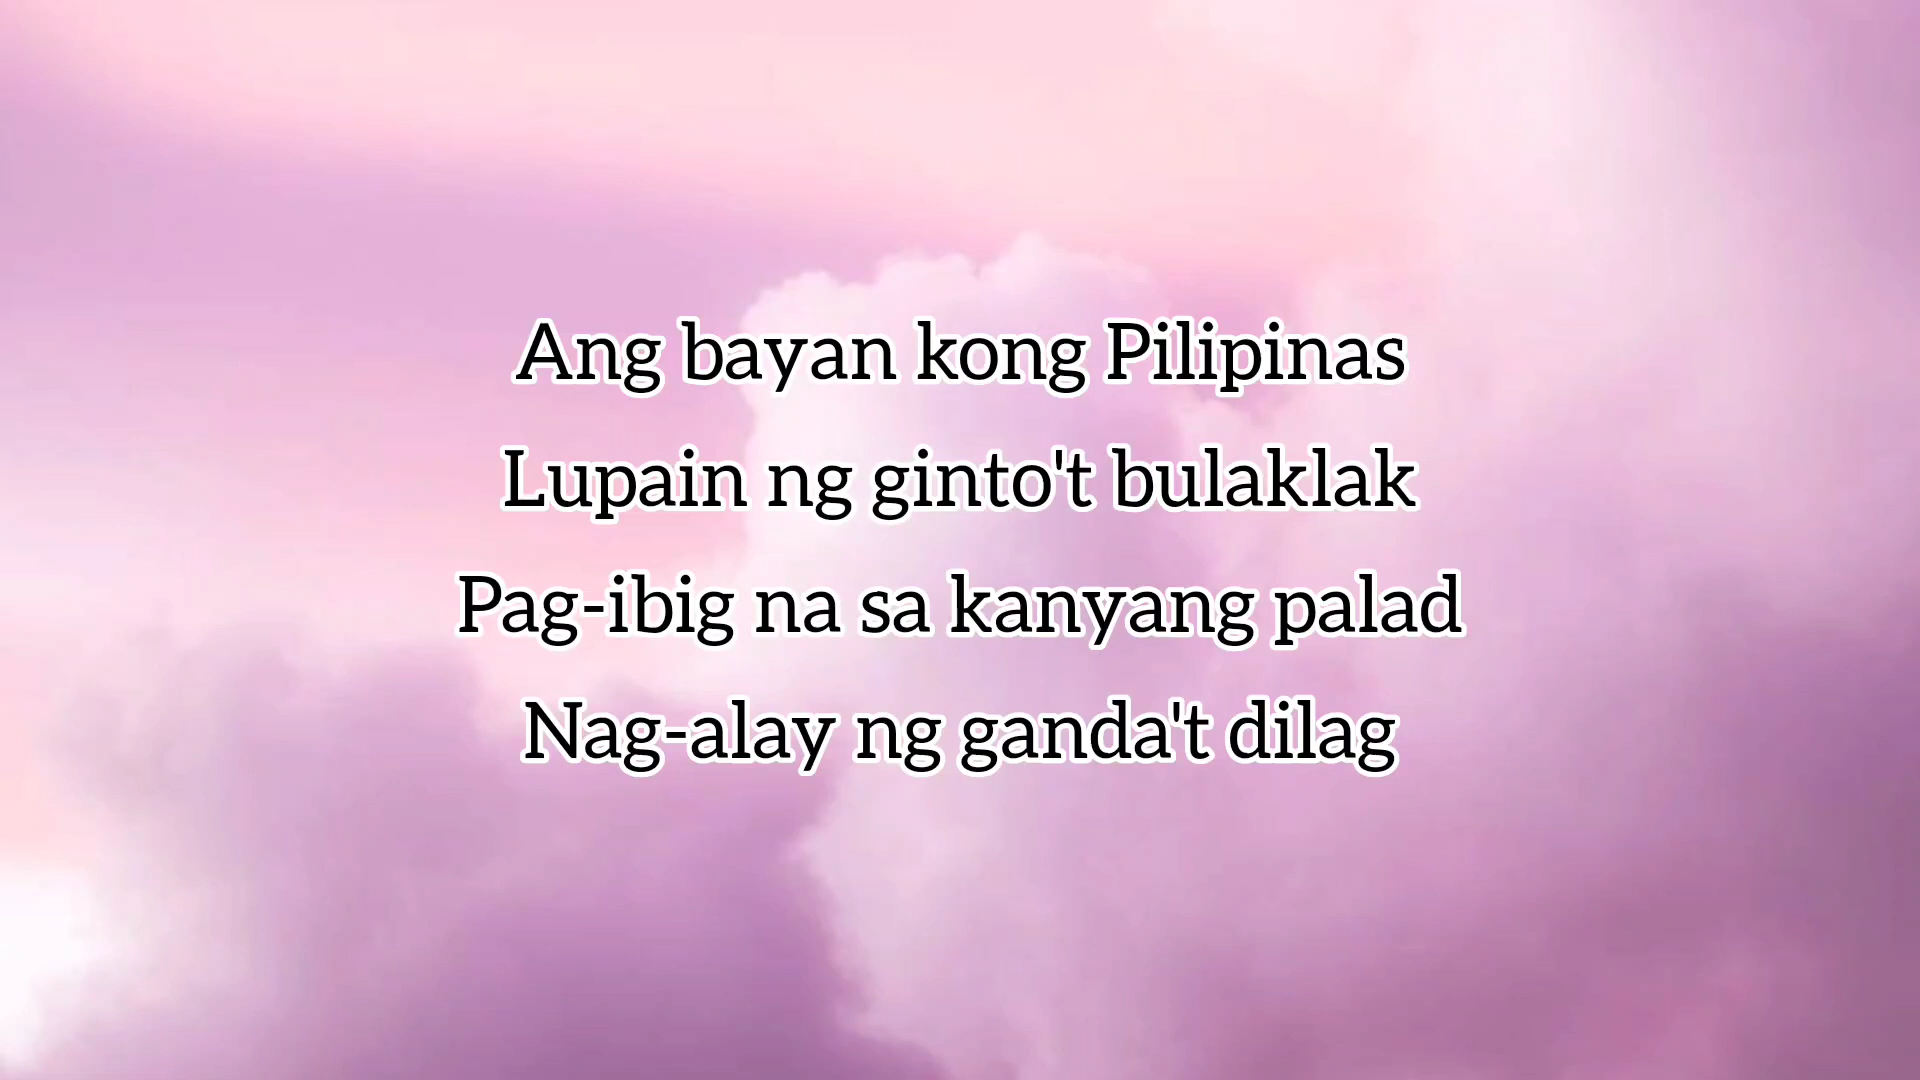 Ang bayan kong Pilipinas
Lupain ng ginto't bulaklak
Pag-ibig na sa kanyang palad
Nag-alay ng ganda't dilag